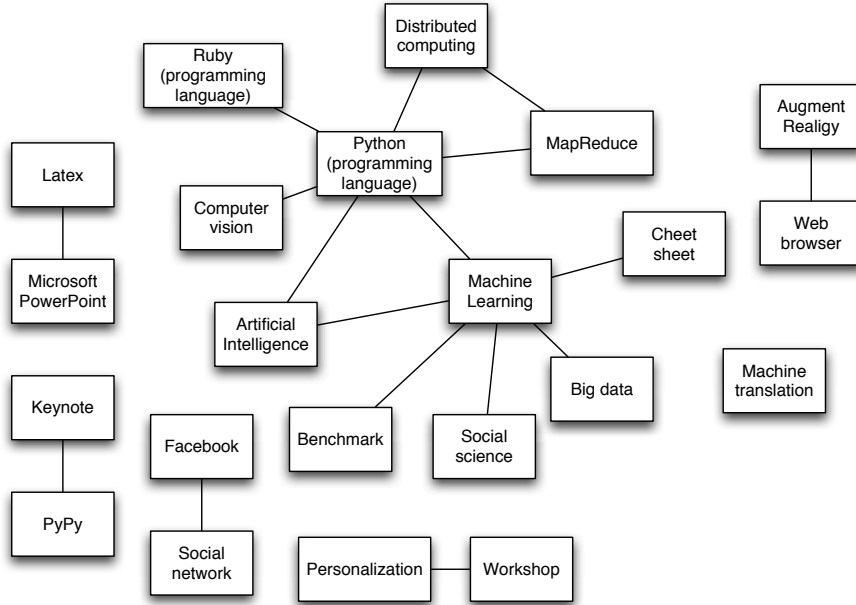 Distributed
computing
Ruby
(programming
language)
Augment
Realigy
Python
(programming
language)
MapReduce
Latex
Computer
vision
Cheet
sheet
Web
browser
Microsoft
PowerPoint
Machine
Learning
Artificial
Intelligence
Machine
translation
Big data
Keynote
Facebook
Benchmark
Social
science
PyPy
Social
network
Personalization
Workshop